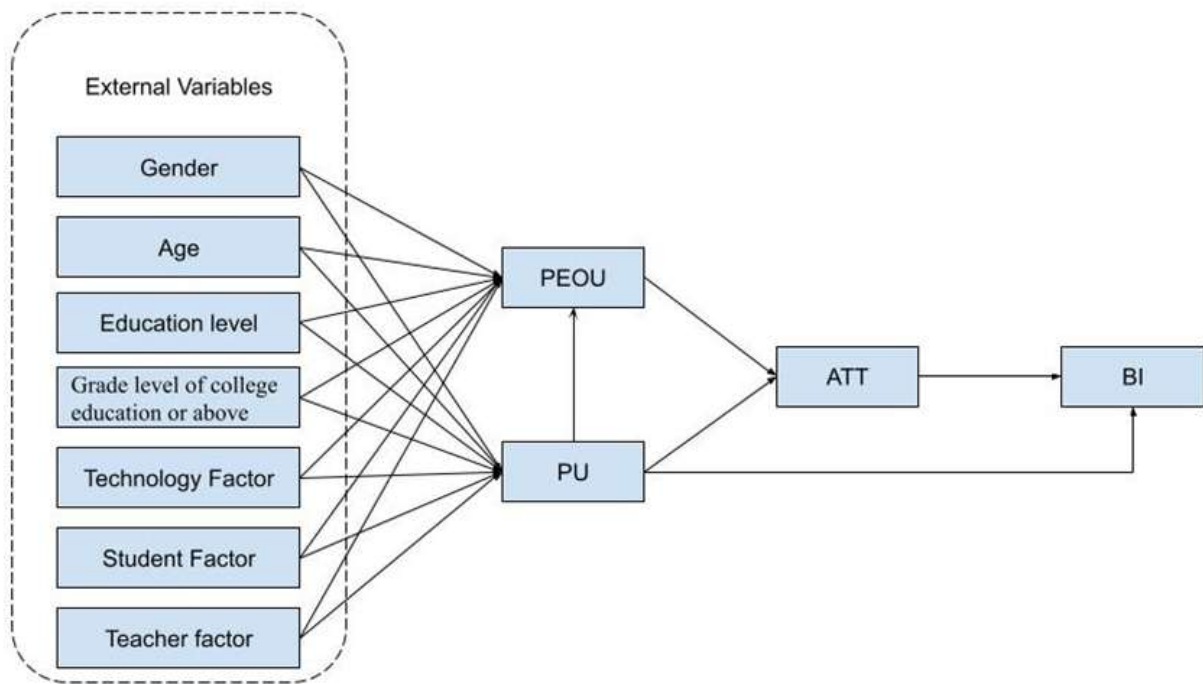 External Variables
Gender
Age
Education level
Grade level of college
education or above
Technology Factor
Student Factor
Teacher factor
PEOU
PU
ATT
BI